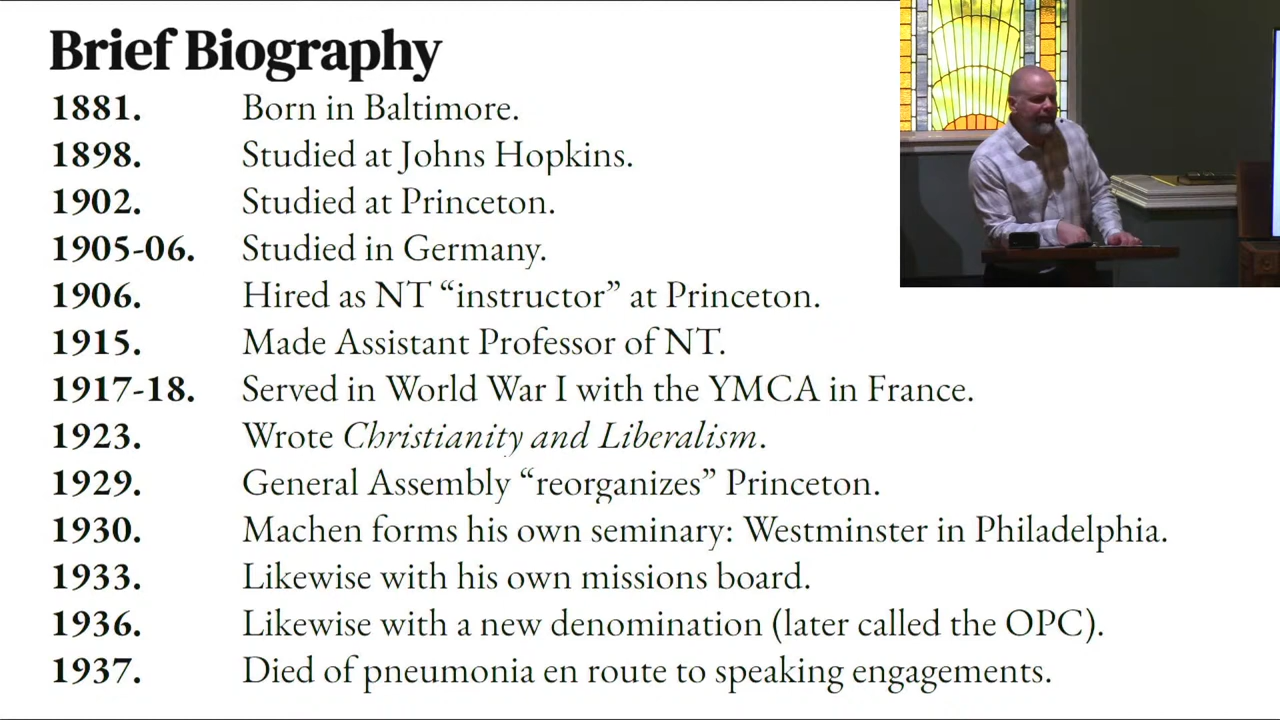 Brief Biography
1881. Born in Baltimore.
1898. Studied at Johns Hopkins.
1902. Studied at Princeton.
1905-06. Studied in Germany.
1906. Hired as NT “instructor” at Princeton.
1915. Made Assistant Professor of NT.
1917-18. Served in World War I with the YMCA in France.
1923. Wrote Christianity and Liberalism.
1929. General Assembly “reorganizes” Princeton.
1930. Machen forms his own seminary: Westminster in Philadelphia.
1933. Likewise with his own missions board.
1936. Likewise with a new denomination (later called the OPC).
1937. Died of pneumonia en route to speaking engagements.